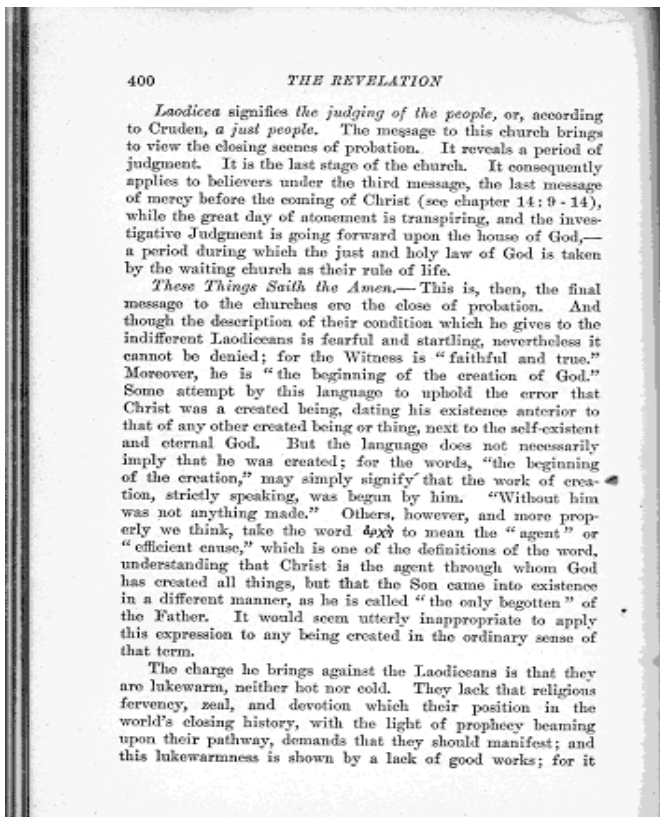 400 THE REVELATION
Laodicea signifies the judging of the people, or, according
to Cruden, a just people. The message to this church brings
to view the closing scenes of probation. It reveals a period of
judgment. It is the last stage of the church. It consequently
applies to believers under the third message, the last message
of mercy before the coming of Christ (see chapter 14: 9-14),
while the great day of atonement is transpiring, and the inves-
tigative Judgment is going forward upon the house of God,—
a period during which the just and holy law of God is taken
by the waiting church as their rule of life.
These Things Saith the Amen.— This is, then, the final
message to the churches ere the close of probation. And
though the description of their condition which he gives to the
indifferent Laodiceans is fearful and startling, nevertheless it
cannot be denied; for the Witness is "faithful and true."
Moreover, he is "the beginning of the creation of God."
Some attempt by this language to uphold the error that
Christ was a created being, dating his existence anterior to
that of any other created being or thing, next to the self-existent
and eternal God. But the language does not necessarily
imply that he was created; for the words, "the beginning
of the creation," may simply signify that the work of crea-
tion, strictly speaking, was begun by him. "Without him
was not anything made." Others, however, and more prop-
erly we think, take the word ἀρχὴ to mean the "agent" or
"efficient cause," which is one of the definitions of the word,
understanding that Christ is the agent through whom God
has created all things, but that the Son came into existence
in a different manner, as he is called "the only begotten" of
the Father. It would seem utterly inappropriate to apply
this expression to any being created in the ordinary sense of
that term.
The charge he brings against the Laodiceans is that they
are lukewarm, neither hot nor cold. They lack that religious
fervency, zeal, and devotion which their position in the
world's closing history, with the light of prophecy beaming
upon their pathway, demands that they should manifest; and
this lukewarmness is shown by a lack of good works; for it